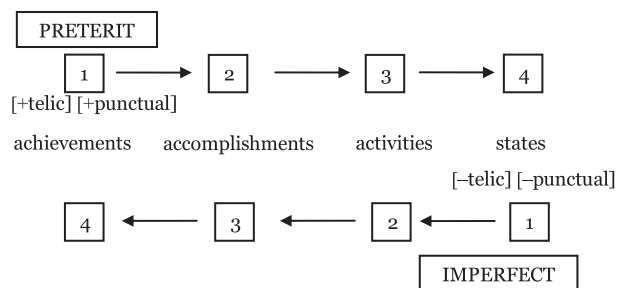 PRETERIT
1 2 3 4
[+telic] [+punctual]
achievements accomplishments activities states
[–telic] [–punctual]
4 3 2 1
IMPERFECT